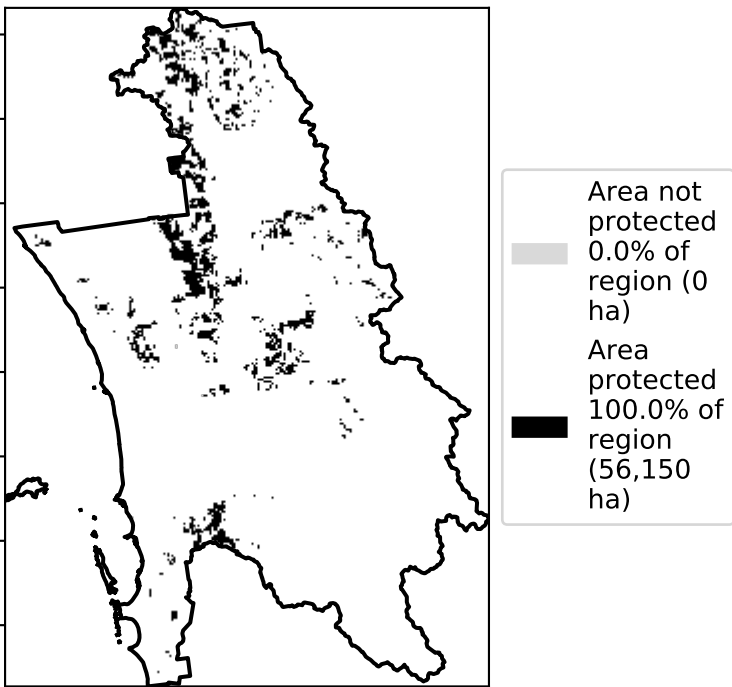 Area not
protected
0.0% of
region (0
ha)
Area
protected
100.0% of
region
(56,150
ha)